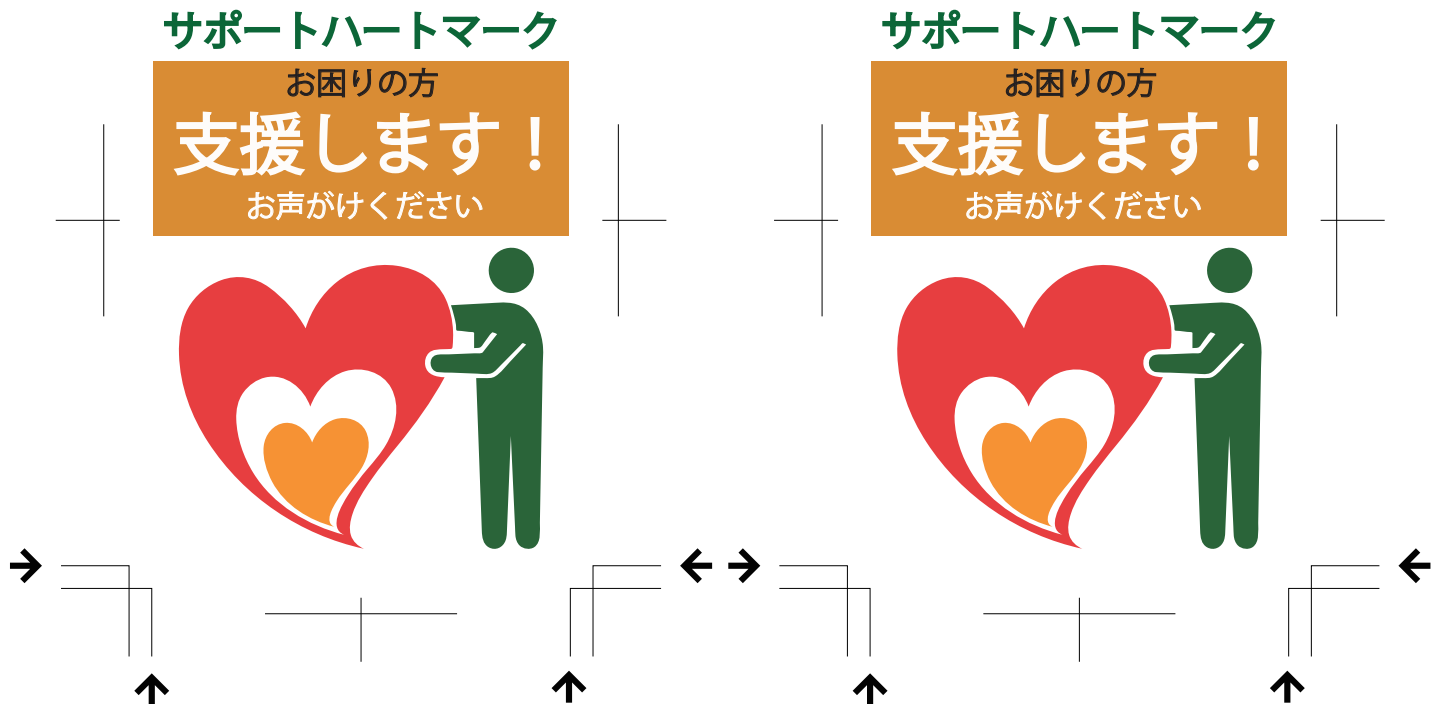 サポートハートマーク
お困りの方
支援します！
お声がけください
サポートハートマーク
お困りの方
支援します！
お声がけください